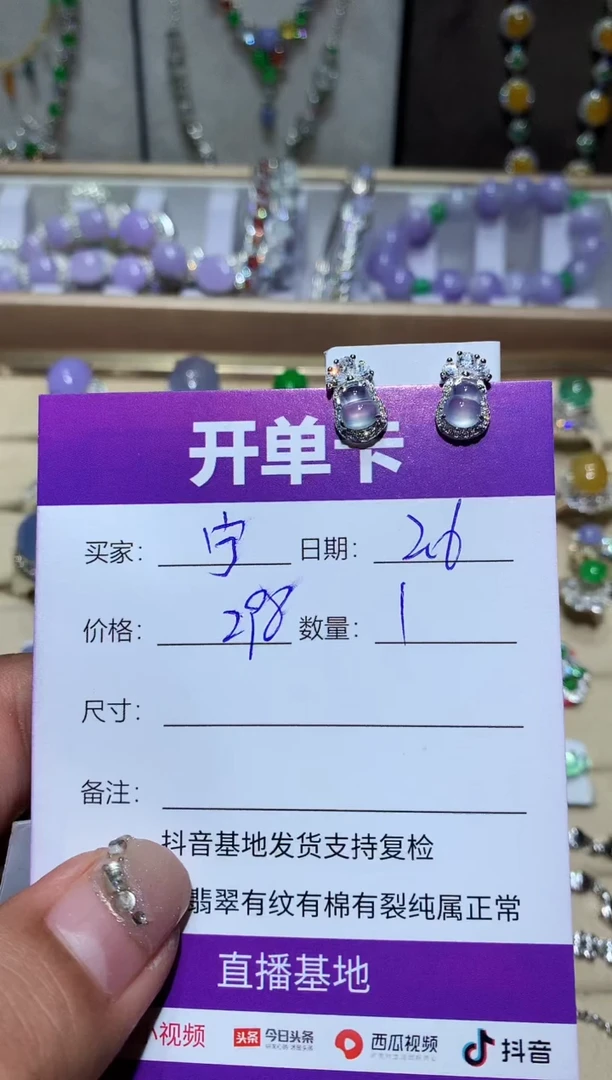 开单卡
买家： 宁 日期： 26
价格： 298 数量： 1
尺寸：
备注：
抖音基地发货支持复检
翡翠有纹有棉有裂纯属正常
直播基地
视频 头条 今日头条 西瓜视频 抖音